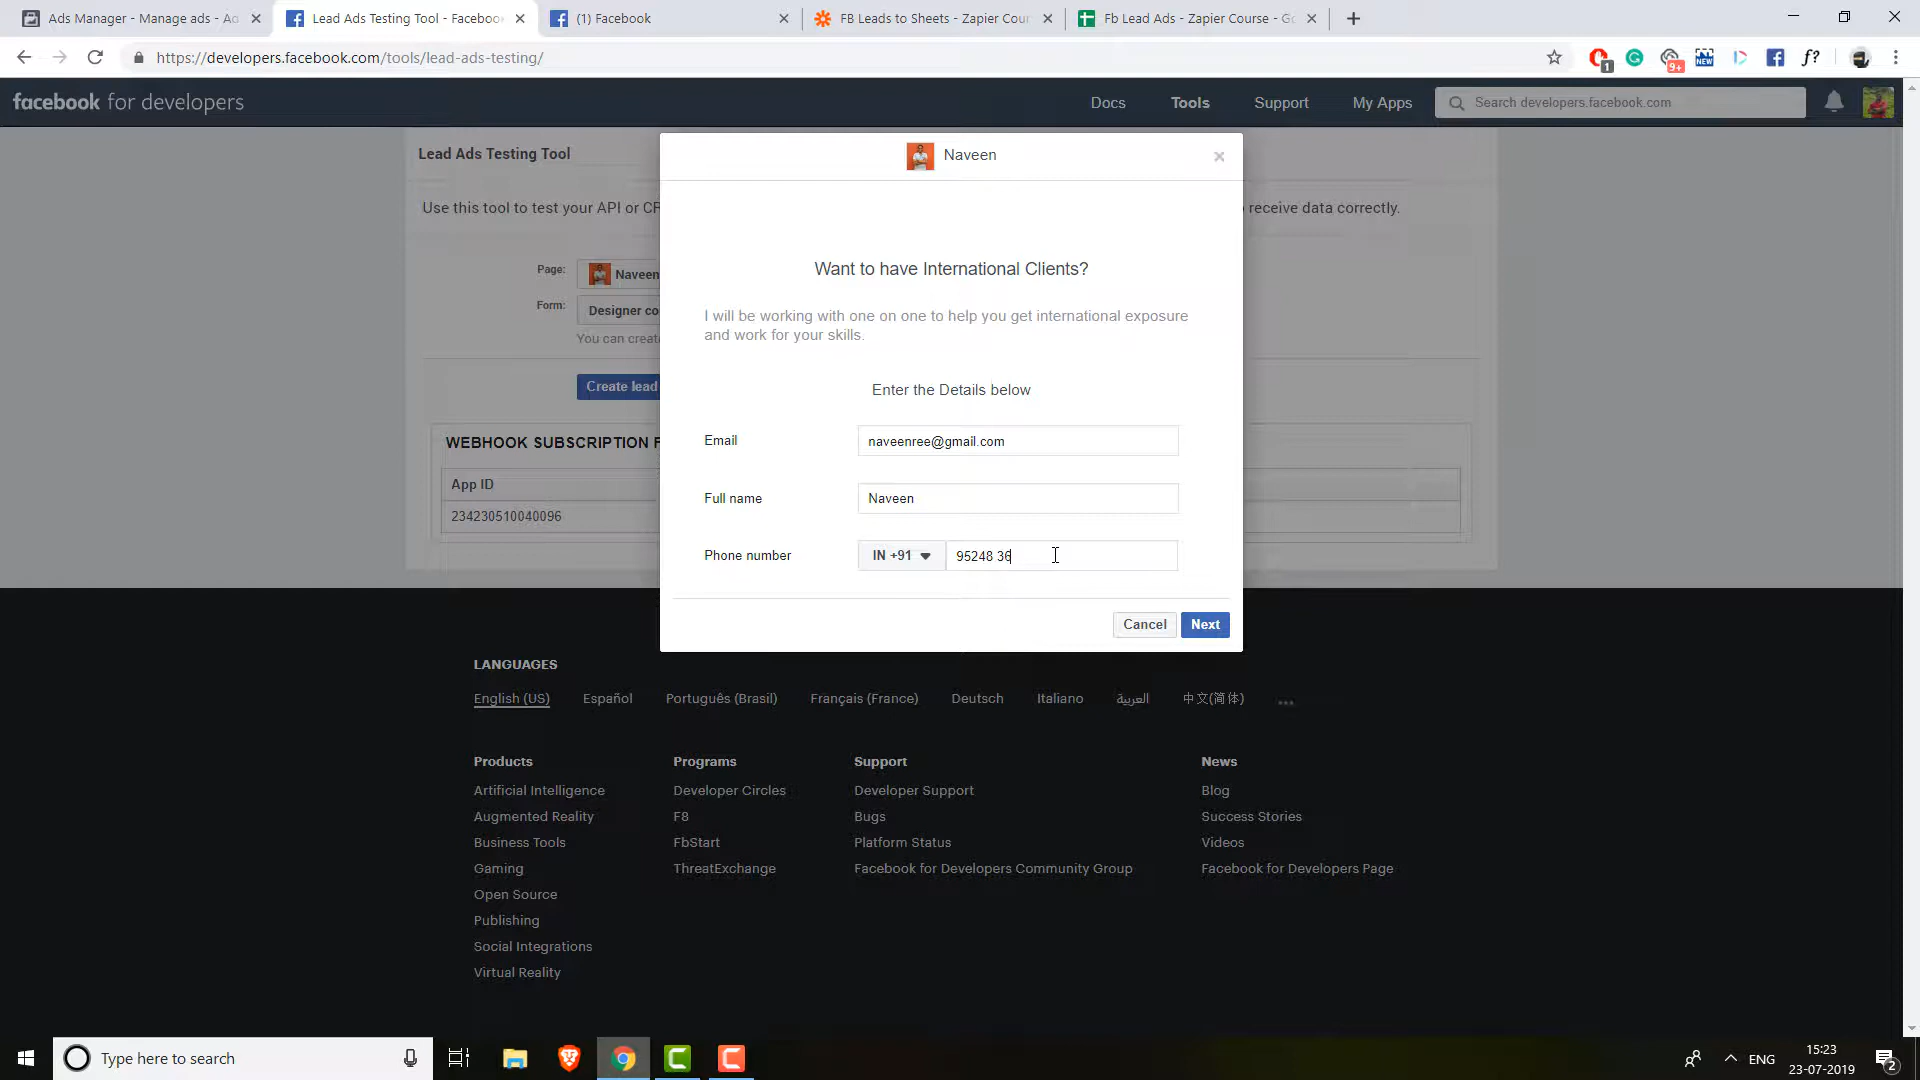 Ads Manager - Manage ads - Ad
Lead Ads Testing Tool - Facebo
(1) Facebook
FB Leads to Sheets - Zapier Cour
Fb Lead Ads - Zapier Course - Go
https://developers.facebook.com/tools/lead-ads-testing/
1
9+
NEW
f?
facebook for developers
Docs
Tools
Support
My Apps
Search developers.facebook.com
Lead Ads Testing Tool
Naveen
Use this tool to test your API or CR
receive data correctly.
Want to have International Clients?
Page:
Naveen
Form:
Designer co
I will be working with one on one to help you get international exposure
and work for your skills.
You can creat
Create lead
Enter the Details below
WEBHOOK SUBSCRIPTION F
Email
naveenree@gmail.com
App ID
Full name
Naveen
234230510040096
Phone number
IN +91
95248 36
Cancel
Next
LANGUAGES
English (US)
Español
Português (Brasil)
Français (France)
Deutsch
Italiano
العربية
中文(简体)
...
Products
Artificial Intelligence
Augmented Reality
Business Tools
Gaming
Open Source
Publishing
Social Integrations
Virtual Reality
Programs
Developer Circles
F8
FbStart
ThreatExchange
Support
Developer Support
Bugs
Platform Status
Facebook for Developers Community Group
News
Blog
Success Stories
Videos
Facebook for Developers Page
Type here to search
ENG
15:23
23-07-2019
2